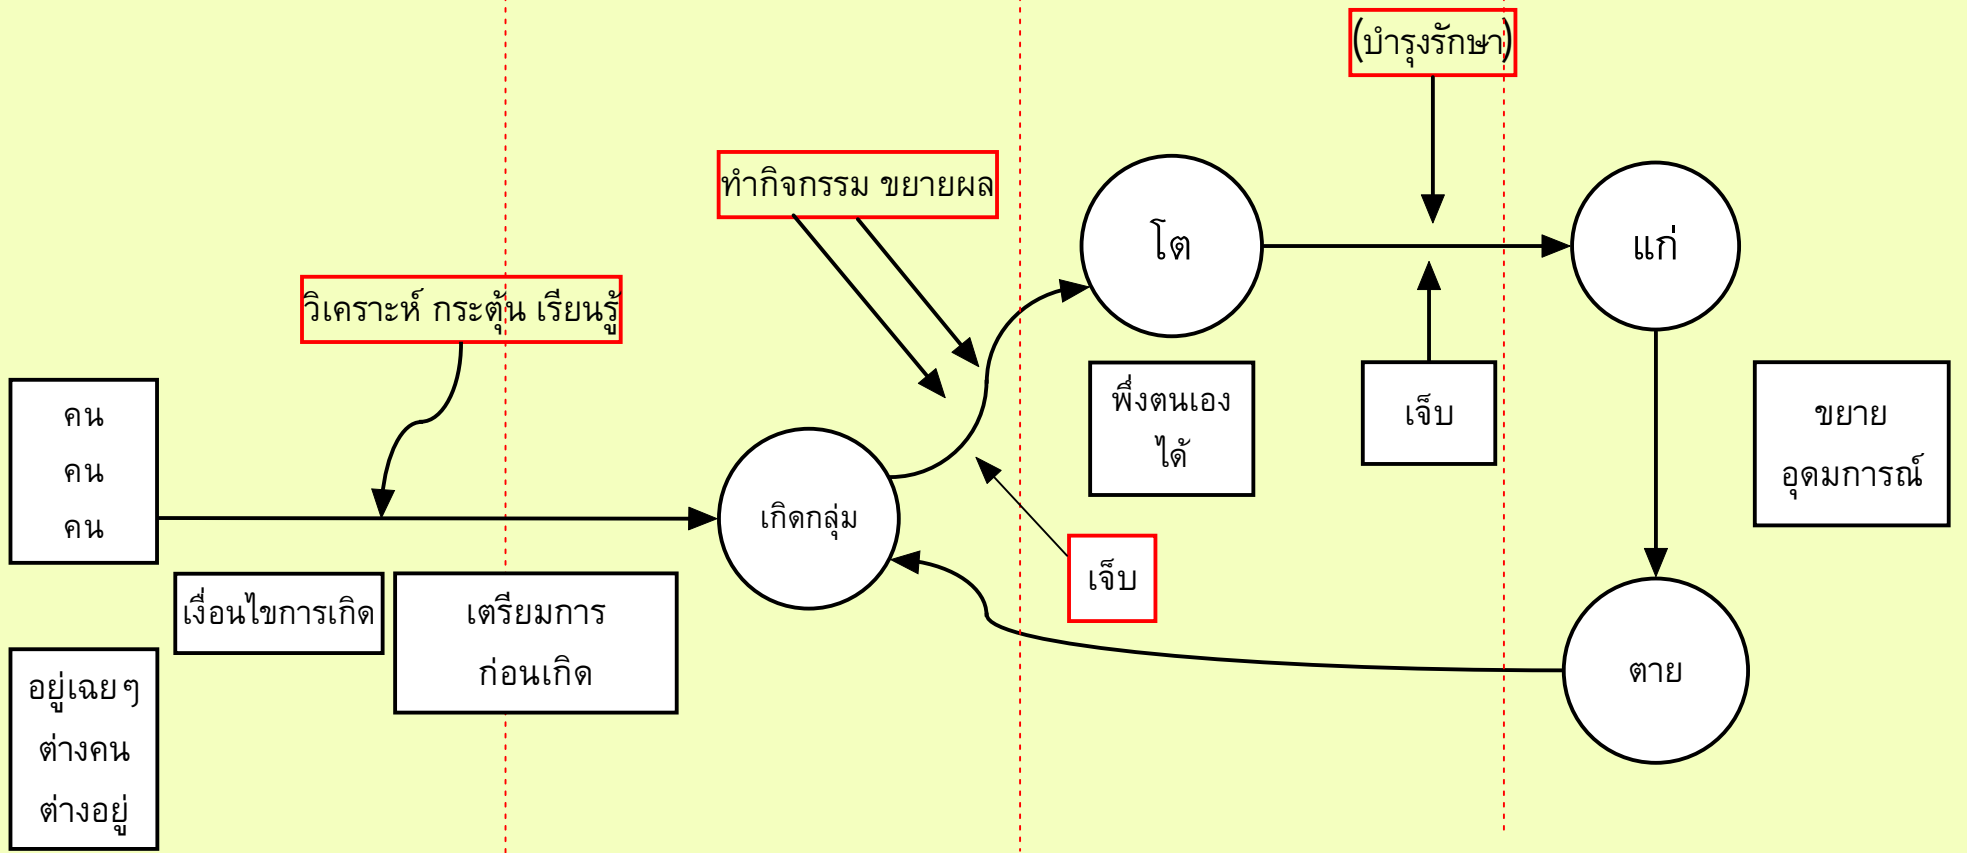 (บำรุงรักษา)
ทำกิจกรรม ขยายผล
โต
แก่
วิเคราะห์ กระตุ้น เรียนรู้
คน
คน
คน
เกิดกลุ่ม
พึ่งตนเอง
ได้
เจ็บ
ขยาย
อุดมการณ์
เจ็บ
เงื่อนไขการเกิด
เตรียมการ
ก่อนเกิด
ตาย
อยู่เฉยๆ
ต่างคน
ต่างอยู่